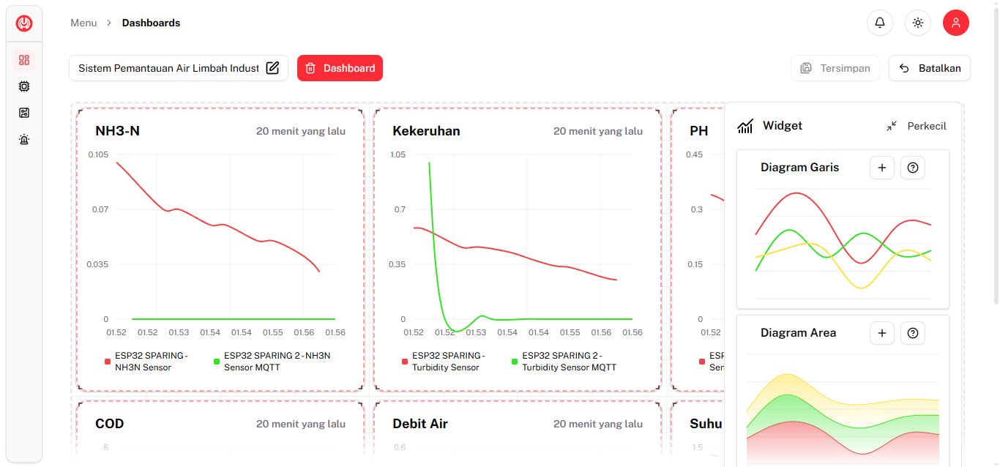 Menu > Dashboards
Sistem Pemantauan Air Limbah Indust
Dashboard
Tersimpan
Batalkan
NH3-N
20 menit yang lalu
0.105
0.07
0.035
0
01.52 01.52 01.53 01.54 01.54 01.55 01.56 01.56
ESP32 SPARING - NH3N Sensor
ESP32 SPARING 2 - NH3N Sensor MQTT
Kekeruhan
20 menit yang lalu
1.05
0.7
0.35
0
01.52 01.52 01.53 01.54 01.54 01.55 01.56 01.56
ESP32 SPARING - Turbidity Sensor
ESP32 SPARING 2 - Turbidity Sensor MQTT
PH
0.45
0.3
0.15
0
01.52
ESP
Sen
Widget
Perkecil
Diagram Garis
Diagram Area
COD
20 menit yang lalu
6
Debit Air
20 menit yang lalu
0.6
Suhu
1.5